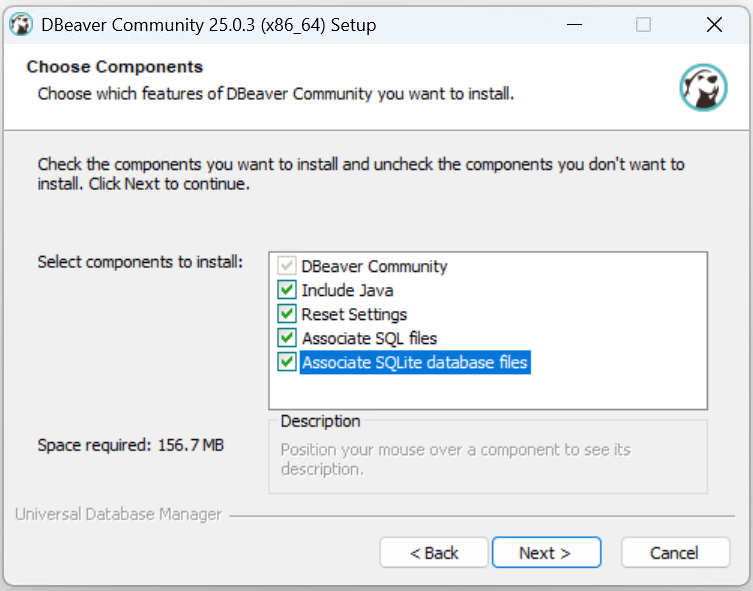 DBeaver Community 25.0.3 (x86_64) Setup
Choose Components
Choose which features of DBeaver Community you want to install.
Check the components you want to install and uncheck the components you don't want to
install. Click Next to continue.
Select components to install:
DBeaver Community
Include Java
Reset Settings
Associate SQL files
Associate SQLite database files
Space required: 156.7 MB
Description
Position your mouse over a component to see its
description.
Universal Database Manager
< Back
Next >
Cancel